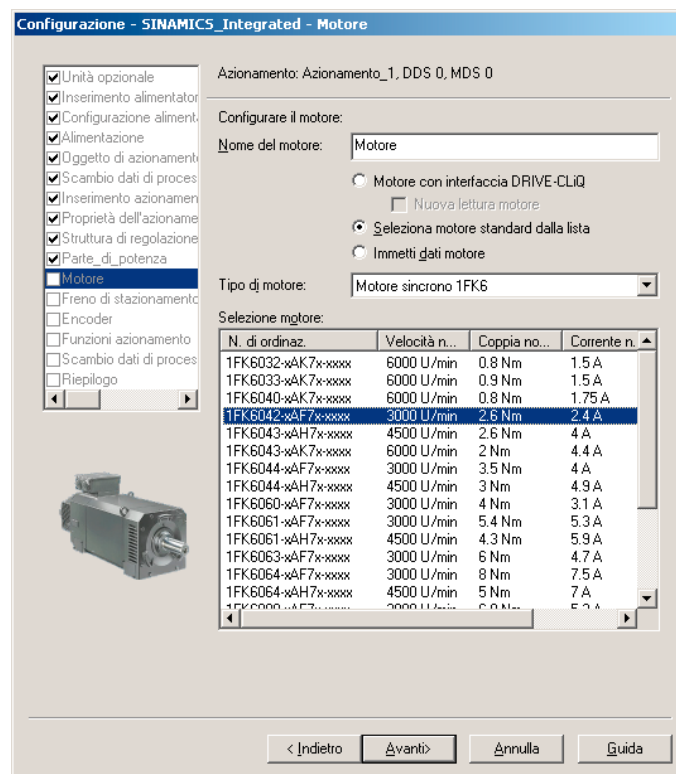 Configurazione - SINAMICS_Integrated - Motore
Unità opzionale
Inserimento alimentator
Configurazione aliment
Alimentazione
Oggetto di azionament
Scambio dati di proces
Inserimento azionamen
Proprietà dell'azioname
Struttura di regolazione
Parte_di_potenza
Motore
Freno di stazionamento
Encoder
Funzioni azionamento
Scambio dati di proces
Riepilogo
Azionamento: Azionamento_1, DDS 0, MDS 0
Configurare il motore:
Nome del motore: Motore
Motore con interfaccia DRIVE-CLiQ
Nuova lettura motore
Seleziona motore standard dalla lista
Immetti dati motore
Tipo di motore: Motore sincrono 1FK6
Selezione motore:
N. di ordinaz. Velocità n... Coppia no... Corrente n.
1FK6032-xAK7x-xxxx 6000 U/min 0.8 Nm 1.5 A
1FK6033-xAK7x-xxxx 6000 U/min 0.9 Nm 1.5 A
1FK6040-xAK7x-xxxx 6000 U/min 0.8 Nm 1.75 A
1FK6042-xAF7x-xxxx 3000 U/min 2.6 Nm 2.4 A
1FK6043-xAH7x-xxxx 4500 U/min 2.6 Nm 4 A
1FK6043-xAK7x-xxxx 6000 U/min 2 Nm 4.4 A
1FK6044-xAF7x-xxxx 3000 U/min 3.5 Nm 4 A
1FK6044-xAH7x-xxxx 4500 U/min 3 Nm 4.9 A
1FK6060-xAF7x-xxxx 3000 U/min 4 Nm 3.1 A
1FK6061-xAF7x-xxxx 3000 U/min 5.4 Nm 5.3 A
1FK6061-xAH7x-xxxx 4500 U/min 4.3 Nm 5.9 A
1FK6063-xAF7x-xxxx 3000 U/min 6 Nm 4.7 A
1FK6064-xAF7x-xxxx 3000 U/min 8 Nm 7.5 A
1FK6064-xAH7x-xxxx 4500 U/min 5 Nm 7 A
< Indietro
Avanti>
Annulla
Guida